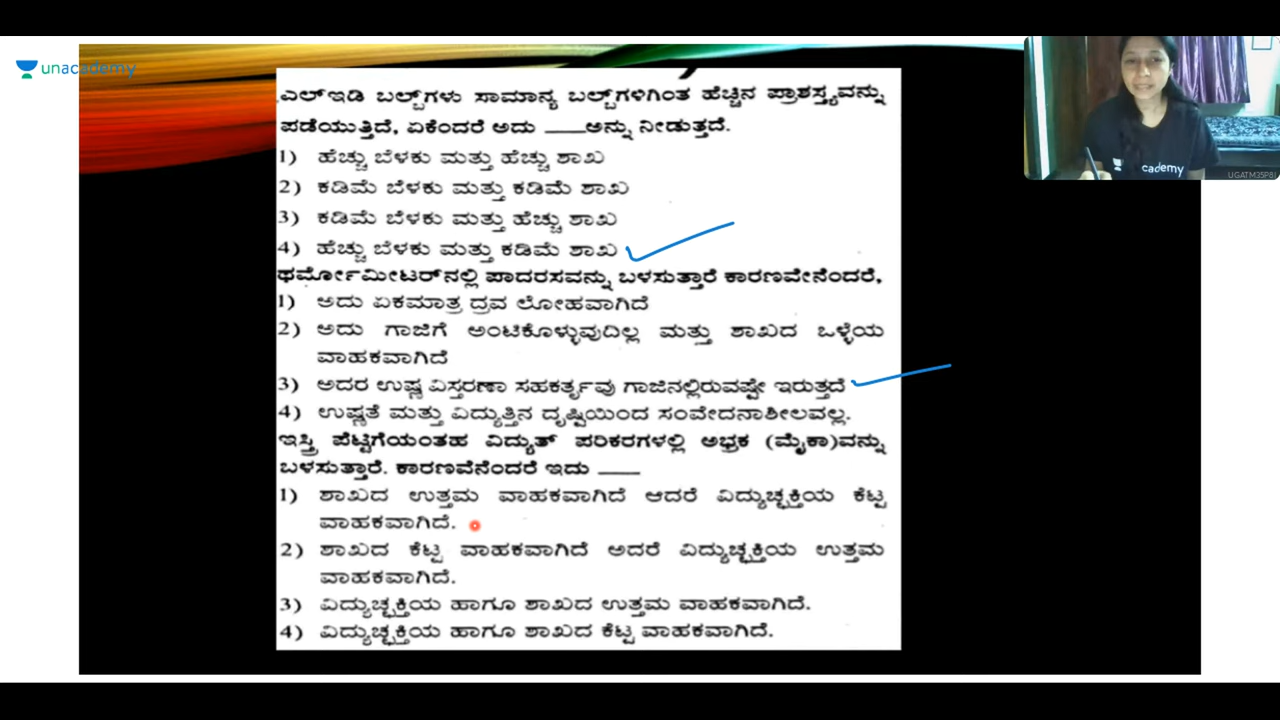 unacademy
ಎಲ್‌ಇಡಿ ಬಲ್ಬ್‌ಗಳು ಸಾಮಾನ್ಯ ಬಲ್ಬ್‌ಗಳಿಗಿಂತ ಹೆಚ್ಚಿನ ಪ್ರಾಶಸ್ತ್ಯವನ್ನು
ಪಡೆಯುತ್ತಿದೆ, ಏಕೆಂದರೆ ಅದು ____ಅನ್ನು ನೀಡುತ್ತದೆ.
1) ಹೆಚ್ಚು ಬೆಳಕು ಮತ್ತು ಹೆಚ್ಚು ಶಾಖ
2) ಕಡಿಮೆ ಬೆಳಕು ಮತ್ತು ಕಡಿಮೆ ಶಾಖ
3) ಕಡಿಮೆ ಬೆಳಕು ಮತ್ತು ಹೆಚ್ಚು ಶಾಖ
4) ಹೆಚ್ಚು ಬೆಳಕು ಮತ್ತು ಕಡಿಮೆ ಶಾಖ
ಥರ್ಮೋಮೀಟರ್‌ನಲ್ಲಿ ಪಾದರಸವನ್ನು ಬಳಸುತ್ತಾರೆ ಕಾರಣವೇನೆಂದರೆ,
1) ಅದು ಏಕಮಾತ್ರ ದ್ರವ ಲೋಹವಾಗಿದೆ
2) ಅದು ಗಾಜಿಗೆ ಅಂಟಿಕೊಳ್ಳುವುದಿಲ್ಲ ಮತ್ತು ಶಾಖದ ಒಳ್ಳೆಯ
ವಾಹಕವಾಗಿದೆ
3) ಅದರ ಉಷ್ಣ ವಿಸ್ತರಣಾ ಸಹಕರ್ತೃವು ಗಾಜಿನಲ್ಲಿರುವಷ್ಟೇ ಇರುತ್ತದೆ
4) ಉಷ್ಣತೆ ಮತ್ತು ವಿದ್ಯುತ್ತಿನ ದೃಷ್ಟಿಯಿಂದ ಸಂವೇದನಾಶೀಲವಲ್ಲ.
ಇಸ್ತ್ರಿ ಪೆಟ್ಟಿಗೆಯಂತಹ ವಿದ್ಯುತ್ ಪರಿಕರಗಳಲ್ಲಿ ಅಭ್ರಕ (ಮೈಕಾ)ವನ್ನು
ಬಳಸುತ್ತಾರೆ. ಕಾರಣವೆನೆಂದರೆ ಇದು ____
1) ಶಾಖದ ಉತ್ತಮ ವಾಹಕವಾಗಿದೆ ಆದರೆ ವಿದ್ಯುಚ್ಛಕ್ತಿಯ ಕೆಟ್ಟ
ವಾಹಕವಾಗಿದೆ.
2) ಶಾಖದ ಕೆಟ್ಟ ವಾಹಕವಾಗಿದೆ ಅದರೆ ವಿದ್ಯುಚ್ಛಕ್ತಿಯ ಉತ್ತಮ
ವಾಹಕವಾಗಿದೆ.
3) ವಿದ್ಯುಚ್ಛಕ್ತಿಯ ಹಾಗೂ ಶಾಖದ ಉತ್ತಮ ವಾಹಕವಾಗಿದೆ.
4) ವಿದ್ಯುಚ್ಛಕ್ತಿಯ ಹಾಗೂ ಶಾಖದ ಕೆಟ್ಟ ವಾಹಕವಾಗಿದೆ.
cademy
UGATM35P8I